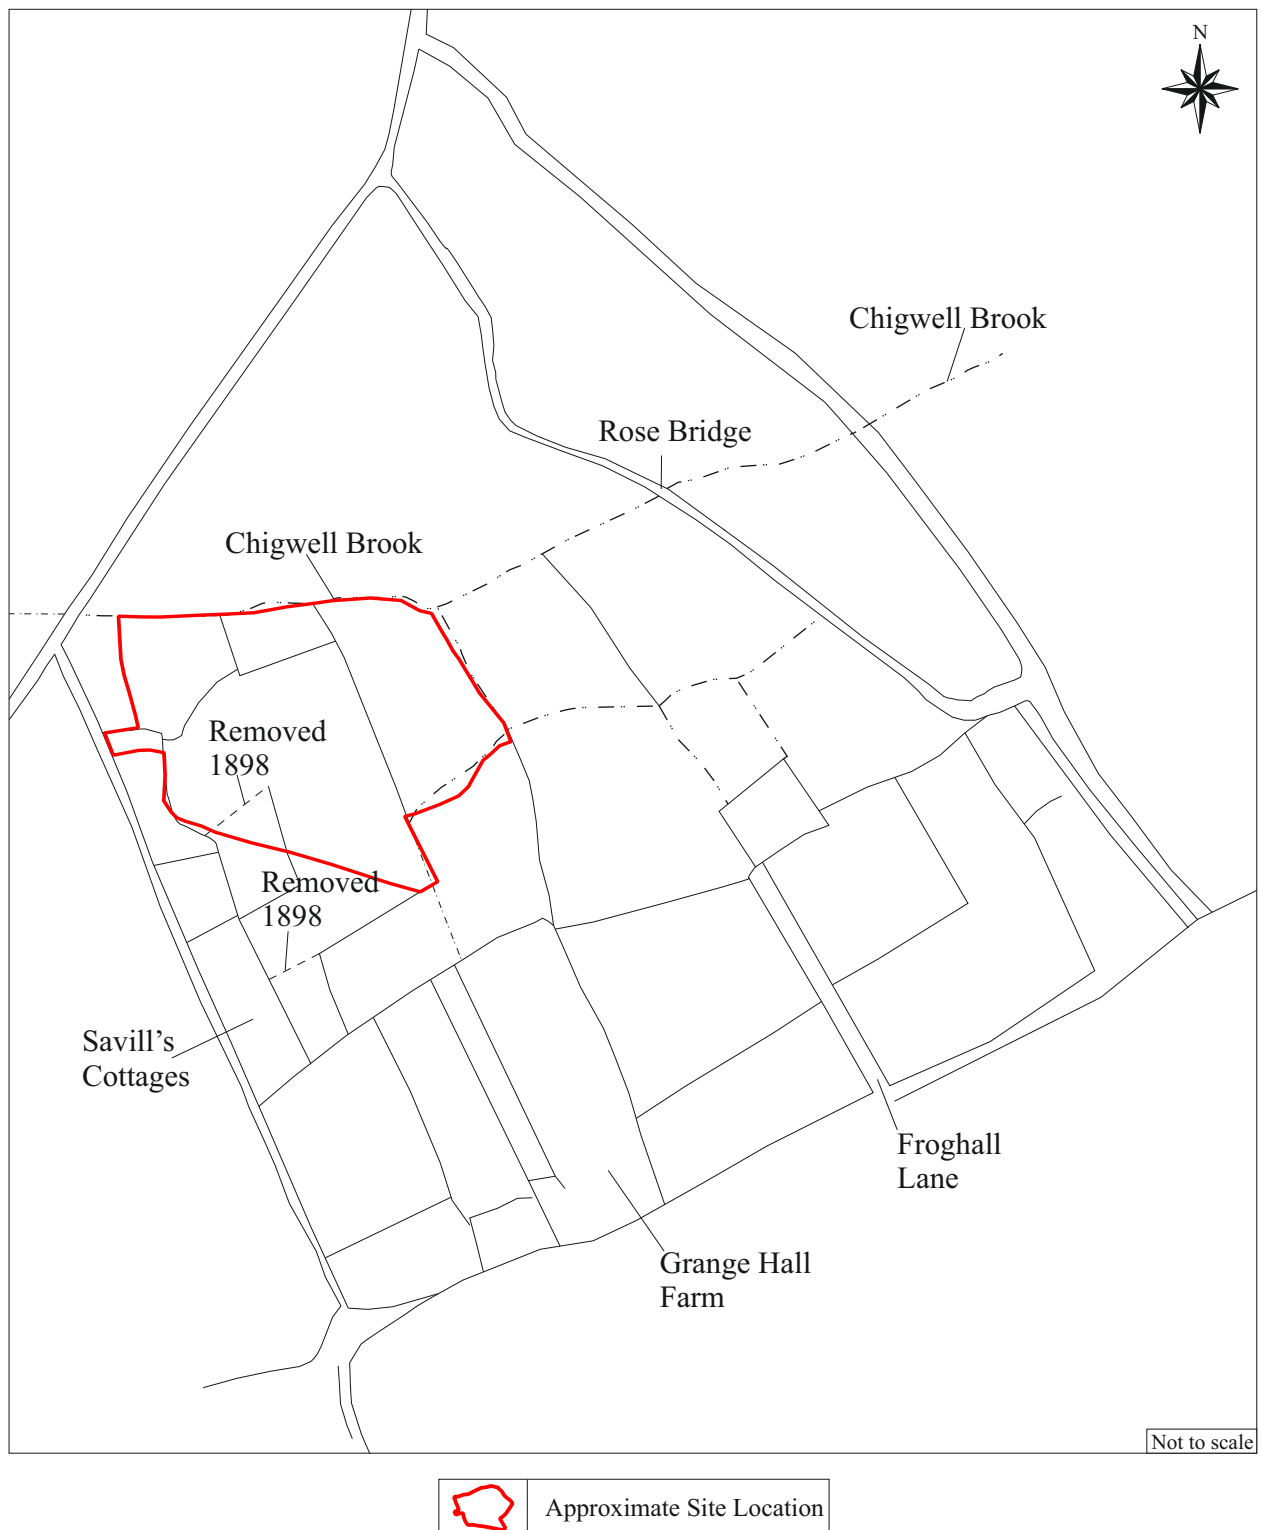 N
Chigwell Brook
Rose Bridge
Chigwell Brook
Removed
1898
Removed
1898
Savill’s
Cottages
Froghall
Lane
Grange Hall
Farm
Not to scale
Approximate Site Location